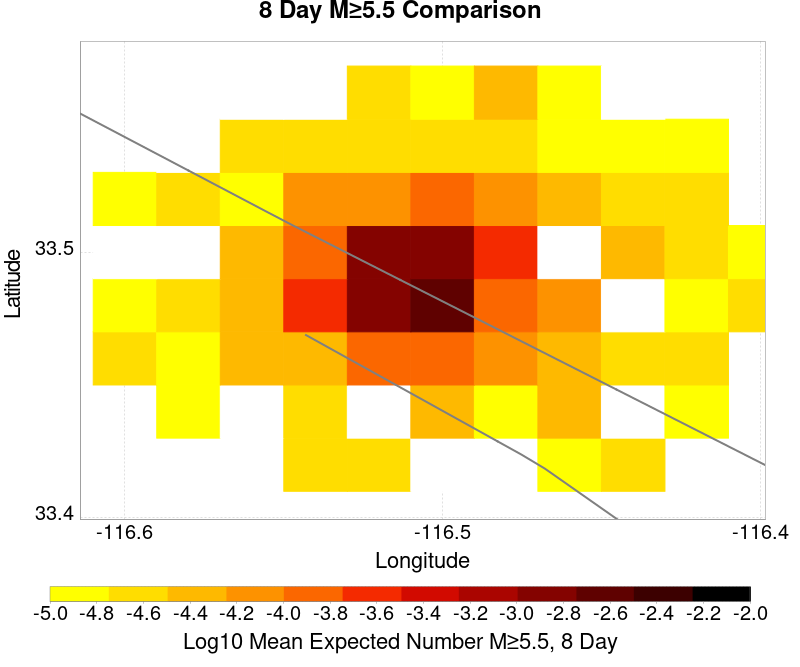 8 Day M≥5.5 Comparison
Latitude
33.5
33.4
-116.6 -116.5 -116.4
Longitude
-5.0 -4.8 -4.6 -4.4 -4.2 -4.0 -3.8 -3.6 -3.4 -3.2 -3.0 -2.8 -2.6 -2.4 -2.2 -2.0
Log10 Mean Expected Number M≥5.5, 8 Day